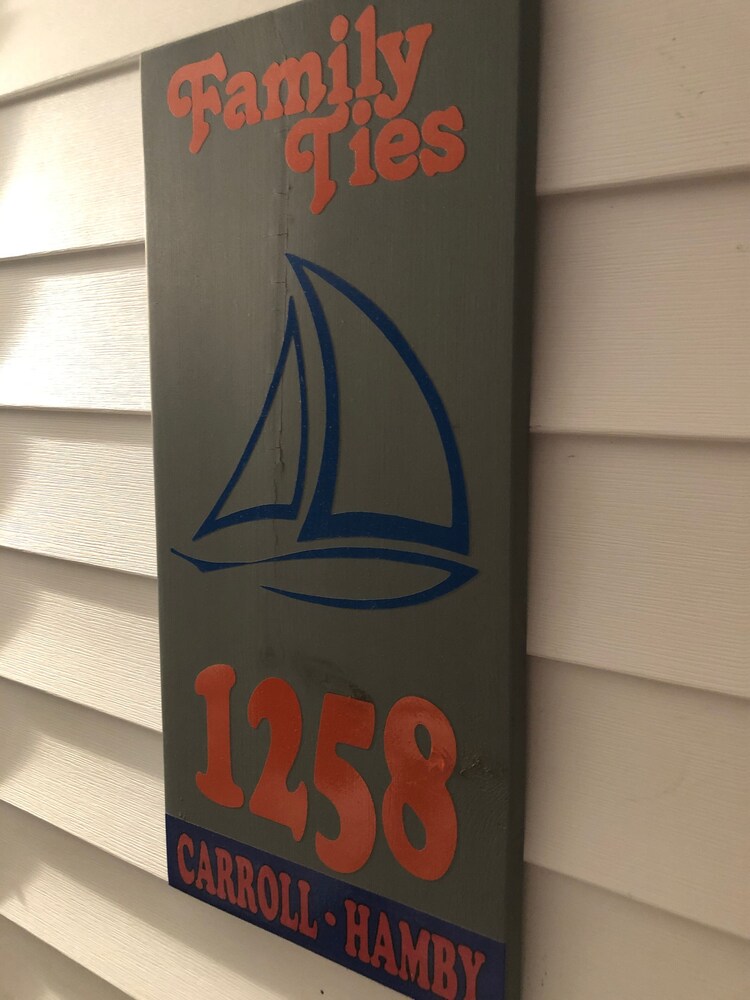 Family
Ties
1258
CARROLL · HAMBY